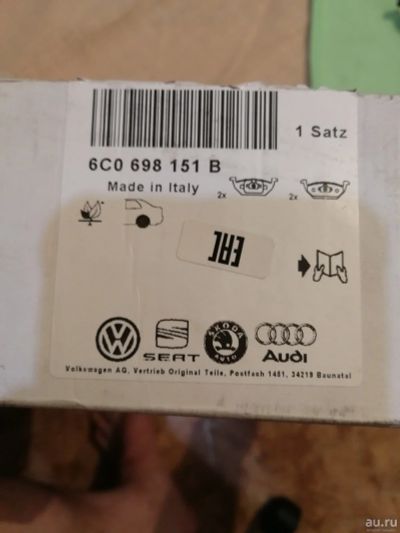 1 Satz
6C0 698 151 B
Made in Italy
2x
2x
EAC
SEAT
SKODA
AUTO
Audi
Volkswagen AG, Vertrieb Original Teile, Postfach 1451, 34219 Baunatal
au.ru